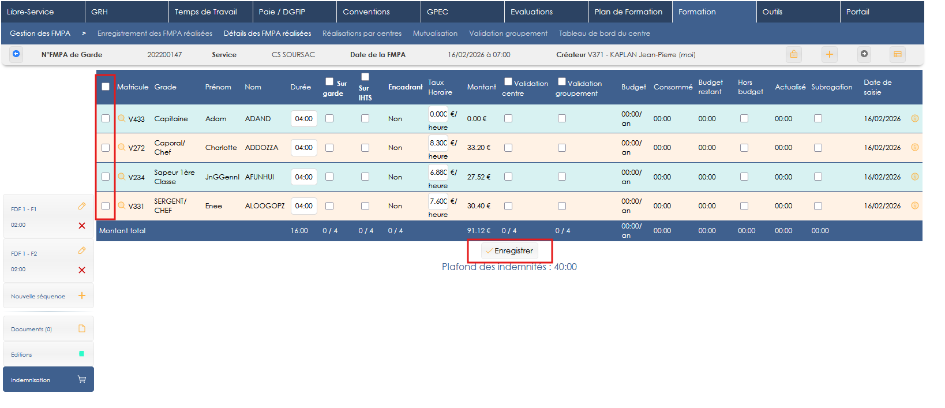 Libre-Service GRH Temps de Travail Paie / DGFIP Conventions GPEC Evaluations Plan de Formation Formation Outils Portail
Gestion des FMPA > Enregistrement des FMPA réalisées Détails des FMPA réalisées Réalisations par centres Mutualisation Validation groupement Tableau de bord du centre
N°FMPA de Garde 202200147 Service CS SOURSAC Date de la FMPA 16/02/2026 à 07:00 Créateur V371 - KAPLAN Jean-Pierre (moi)
Matricule Grade Prénom Nom Durée Sur garde Sur IHTS Encadrant Taux Horaire Montant Validation centre Validation groupement Budget Consommé Budget restant Hors budget Actualisé Subrogation Date de saisie
V433 Capitaine Adam ADAND 04:00 Non 0.00€ €/heure 0.00 € 00:00/an 00:00 00:00 00:00 16/02/2026
V272 Caporal/Chef Charlotte ADDOZZA 04:00 Non 8.30€ €/heure 33.20 € 00:00/an 00:00 00:00 00:00 16/02/2026
V234 Sapeur 1ère Classe JnGGennI AFUNHUI 04:00 Non 6.88€ €/heure 27.52 € 00:00/an 00:00 00:00 00:00 16/02/2026
V331 SERGENT/CHEF Enee ALOOGOPZ 04:00 Non 7.60€ €/heure 30.40 € 00:00/an 00:00 00:00 00:00 16/02/2026
Montant total 16:00 0 / 4 0 / 4 0 / 4 91.12 € 0 / 4 0 / 4 00:00/an 00:00 00:00 00:00 00:00 00:00
Enregistrer
Plafond des indemnités : 40:00
FDF 1 - F1
02:00
FDF 1 - F2
02:00
Nouvelle séquence
Documents (0)
Editions
Indemnisation